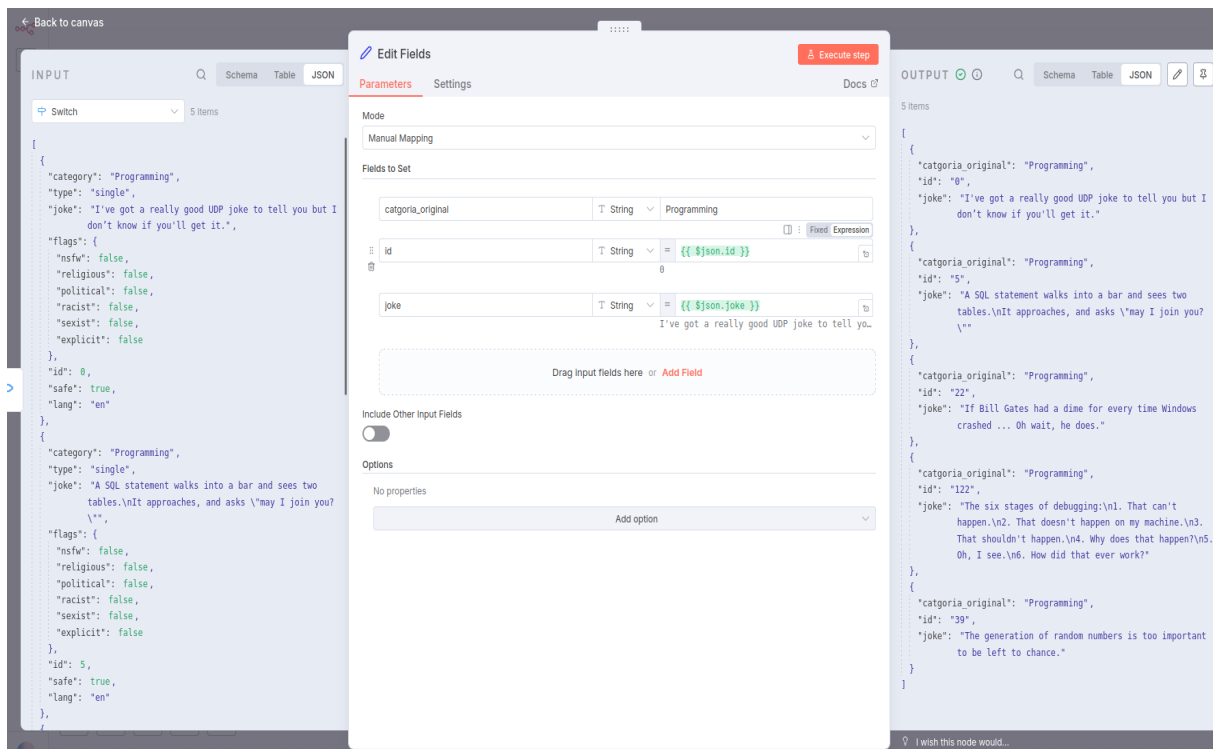 ← Back to canvas
INPUT
Schema Table JSON
Switch
5 items
[
{
"category": "Programming",
"type": "single",
"joke": "I've got a really good UDP joke to tell you but I
don’t know if you'll get it.",
"flags": {
"nsfw": false,
"religious": false,
"political": false,
"racist": false,
"sexist": false,
"explicit": false
},
"id": 0,
"safe": true,
"lang": "en"
},
{
"category": "Programming",
"type": "single",
"joke": "A SQL statement walks into a bar and sees two
tables.\nIt approaches, and asks \"may I join you?
\"",
"flags": {
"nsfw": false,
"religious": false,
"political": false,
"racist": false,
"sexist": false,
"explicit": false
},
"id": 5,
"safe": true,
"lang": "en"
},
{
Edit Fields
Execute step
Parameters Settings
Docs
Mode
Manual Mapping
Fields to Set
catgoria_original
String
Programming
Fixed Expression
id
String
= {{ $json.id }}
0
joke
String
= {{ $json.joke }}
I've got a really good UDP joke to tell yo…
Drag input fields here or Add Field
Include Other Input Fields
Options
No properties
Add option
OUTPUT
Schema Table JSON
5 items
[
{
"catgoria_original": "Programming",
"id": "0",
"joke": "I've got a really good UDP joke to tell you but I
don’t know if you'll get it."
},
{
"catgoria_original": "Programming",
"id": "5",
"joke": "A SQL statement walks into a bar and sees two
tables.\nIt approaches, and asks \"may I join you?
\""
},
{
"catgoria_original": "Programming",
"id": "22",
"joke": "If Bill Gates had a dime for every time Windows
crashed ... Oh wait, he does."
},
{
"catgoria_original": "Programming",
"id": "122",
"joke": "The six stages of debugging:\n1. That can't
happen.\n2. That doesn't happen on my machine.\n3.
That shouldn't happen.\n4. Why does that happen?\n5.
Oh, I see.\n6. How did that ever work?"
},
{
"catgoria_original": "Programming",
"id": "39",
"joke": "The generation of random numbers is too important
to be left to chance."
}
]
I wish this node would...